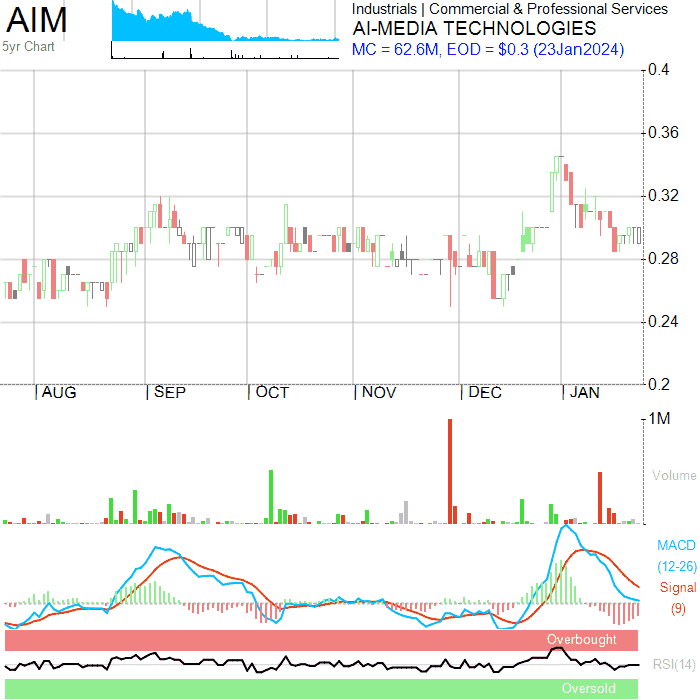 AIM
5yr Chart
Industrials | Commercial & Professional Services
AI-MEDIA TECHNOLOGIES
MC = 62.6M, EOD = $0.3 (23Jan2024)
0.4
0.36
0.32
0.28
0.24
0.2
AUG SEP OCT NOV DEC JAN
1M
Volume
MACD
(12-26)
Signal
(9)
Overbought
RSI(14)
Oversold